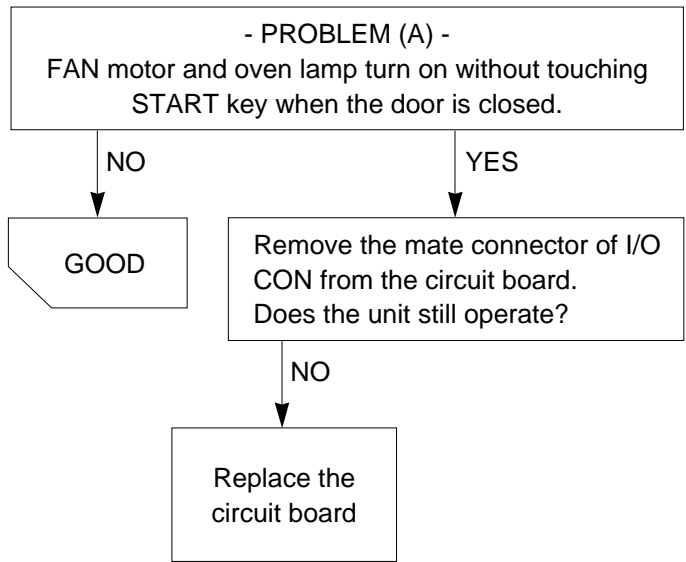 - PROBLEM (A) -
FAN motor and oven lamp turn on without touching
START key when the door is closed.
NO
YES
GOOD
Remove the mate connector of I/O
CON from the circuit board.
Does the unit still operate?
NO
Replace the
circuit board